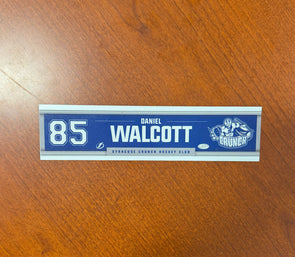 85
DANIEL
WALCOTT
SYRACUSE CRUNCH HOCKEY CLUB
CRUNCH